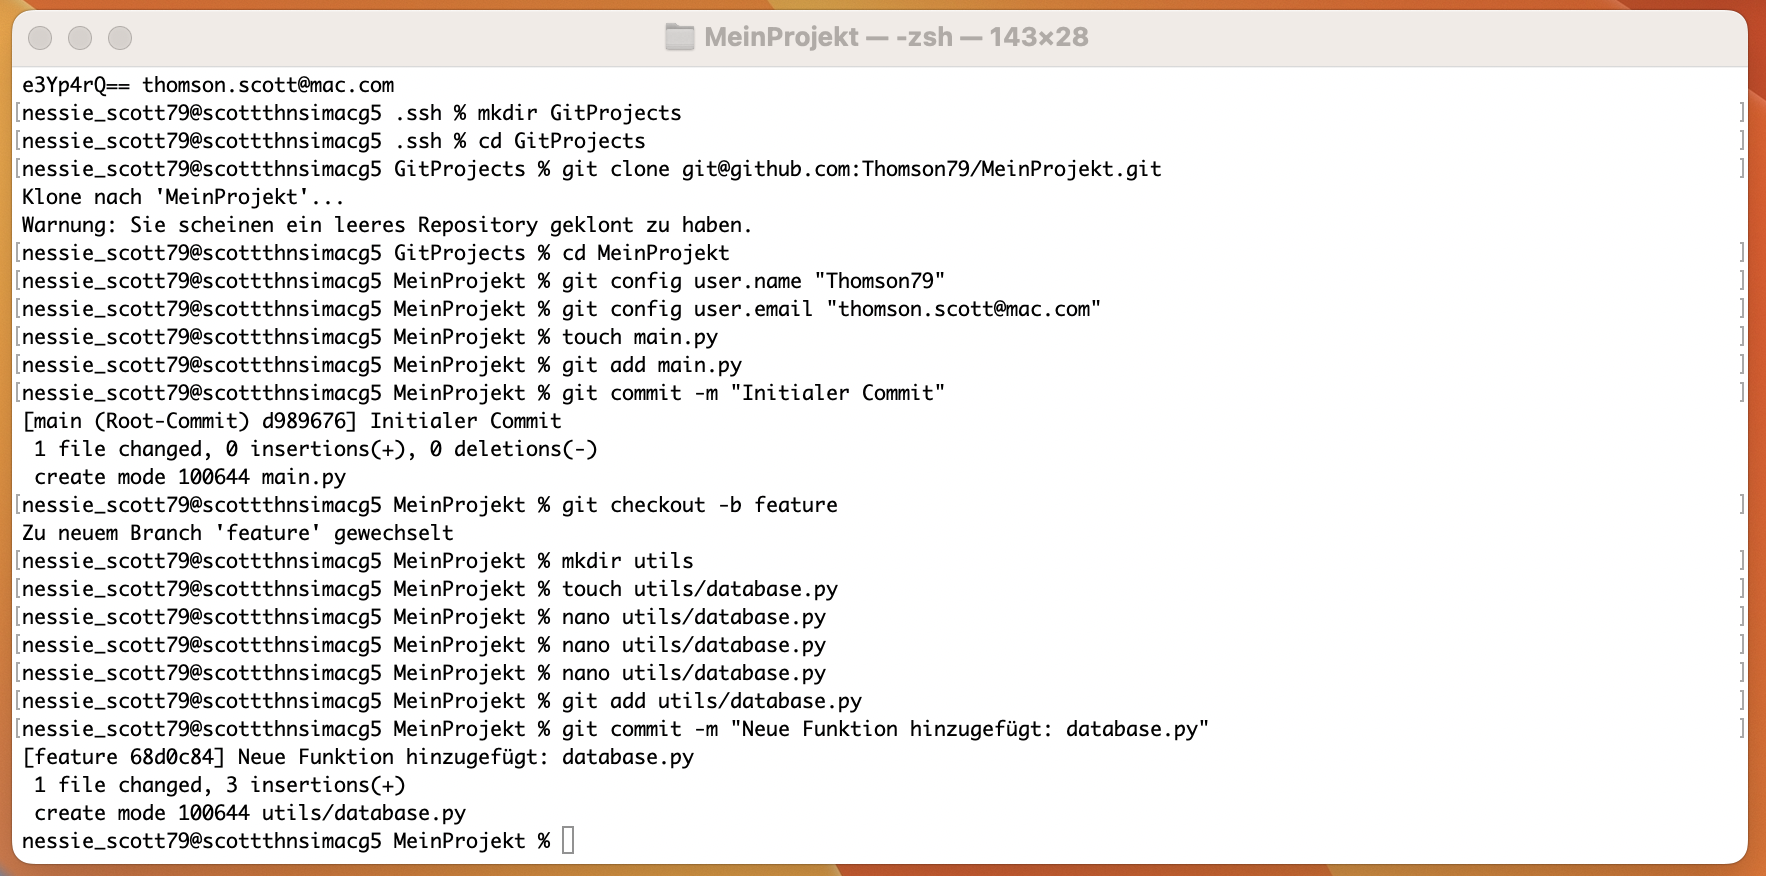 MeinProjekt — -zsh — 143×28
e3Yp4rQ== thomson.scott@mac.com
[nessie_scott79@scottthnsimacg5 .ssh % mkdir GitProjects ]
[nessie_scott79@scottthnsimacg5 .ssh % cd GitProjects ]
[nessie_scott79@scottthnsimacg5 GitProjects % git clone git@github.com:Thomson79/MeinProjekt.git ]
Klone nach 'MeinProjekt'...
Warnung: Sie scheinen ein leeres Repository geklont zu haben.
[nessie_scott79@scottthnsimacg5 GitProjects % cd MeinProjekt ]
[nessie_scott79@scottthnsimacg5 MeinProjekt % git config user.name "Thomson79" ]
[nessie_scott79@scottthnsimacg5 MeinProjekt % git config user.email "thomson.scott@mac.com" ]
[nessie_scott79@scottthnsimacg5 MeinProjekt % touch main.py ]
[nessie_scott79@scottthnsimacg5 MeinProjekt % git add main.py ]
[nessie_scott79@scottthnsimacg5 MeinProjekt % git commit -m "Initialer Commit" ]
[main (Root-Commit) d989676] Initialer Commit
 1 file changed, 0 insertions(+), 0 deletions(-)
 create mode 100644 main.py
[nessie_scott79@scottthnsimacg5 MeinProjekt % git checkout -b feature ]
Zu neuem Branch 'feature' gewechselt
[nessie_scott79@scottthnsimacg5 MeinProjekt % mkdir utils ]
[nessie_scott79@scottthnsimacg5 MeinProjekt % touch utils/database.py ]
[nessie_scott79@scottthnsimacg5 MeinProjekt % nano utils/database.py ]
[nessie_scott79@scottthnsimacg5 MeinProjekt % nano utils/database.py ]
[nessie_scott79@scottthnsimacg5 MeinProjekt % nano utils/database.py ]
[nessie_scott79@scottthnsimacg5 MeinProjekt % git add utils/database.py ]
[nessie_scott79@scottthnsimacg5 MeinProjekt % git commit -m "Neue Funktion hinzugefügt: database.py" ]
[feature 68d0c84] Neue Funktion hinzugefügt: database.py
 1 file changed, 3 insertions(+)
 create mode 100644 utils/database.py
nessie_scott79@scottthnsimacg5 MeinProjekt %